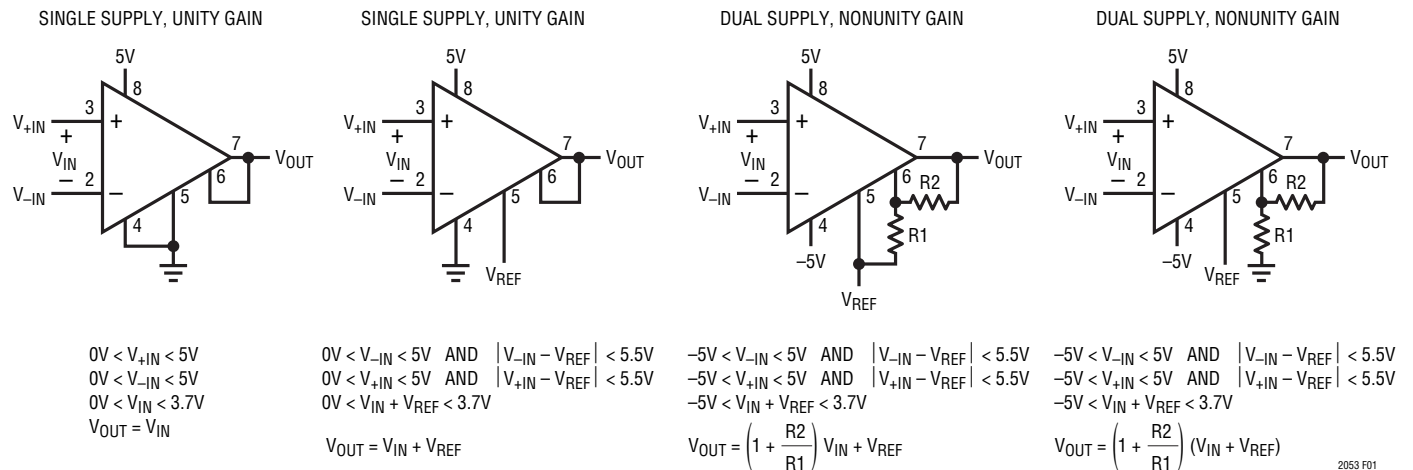 SINGLE SUPPLY, UNITY GAIN
5V
8
V+IN
3
+
+
VIN
7
VOUT
–
2
–
6
V–IN
5
4
0V < V+IN < 5V
0V < V–IN < 5V
0V < VIN < 3.7V
VOUT = VIN
SINGLE SUPPLY, UNITY GAIN
5V
8
V+IN
3
+
+
VIN
7
VOUT
–
2
–
6
V–IN
5
4
VREF
0V < V–IN < 5V AND |V–IN – VREF| < 5.5V
0V < V+IN < 5V AND |V+IN – VREF| < 5.5V
0V < VIN + VREF < 3.7V
VOUT = VIN + VREF
DUAL SUPPLY, NONUNITY GAIN
5V
8
V+IN
3
+
+
VIN
7
VOUT
–
2
–
6
R2
V–IN
5
4
R1
–5V
VREF
–5V < V–IN < 5V AND |V–IN – VREF| < 5.5V
–5V < V+IN < 5V AND |V+IN – VREF| < 5.5V
–5V < VIN + VREF < 3.7V
VOUT = (1 + R2/R1) VIN + VREF
DUAL SUPPLY, NONUNITY GAIN
5V
8
V+IN
3
+
+
VIN
7
VOUT
–
2
–
6
R2
V–IN
5
4
R1
–5V
VREF
–5V < V–IN < 5V AND |V–IN – VREF| < 5.5V
–5V < V+IN < 5V AND |V+IN – VREF| < 5.5V
–5V < VIN + VREF < 3.7V
VOUT = (1 + R2/R1) (VIN + VREF)
2053 F01